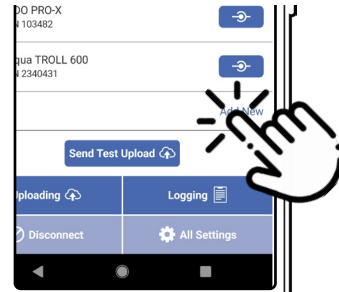 DO PRO-X
N 103482
qua TROLL 600
N 2340431
Add New
Send Test Upload
Uploading
Logging
Disconnect
All Settings